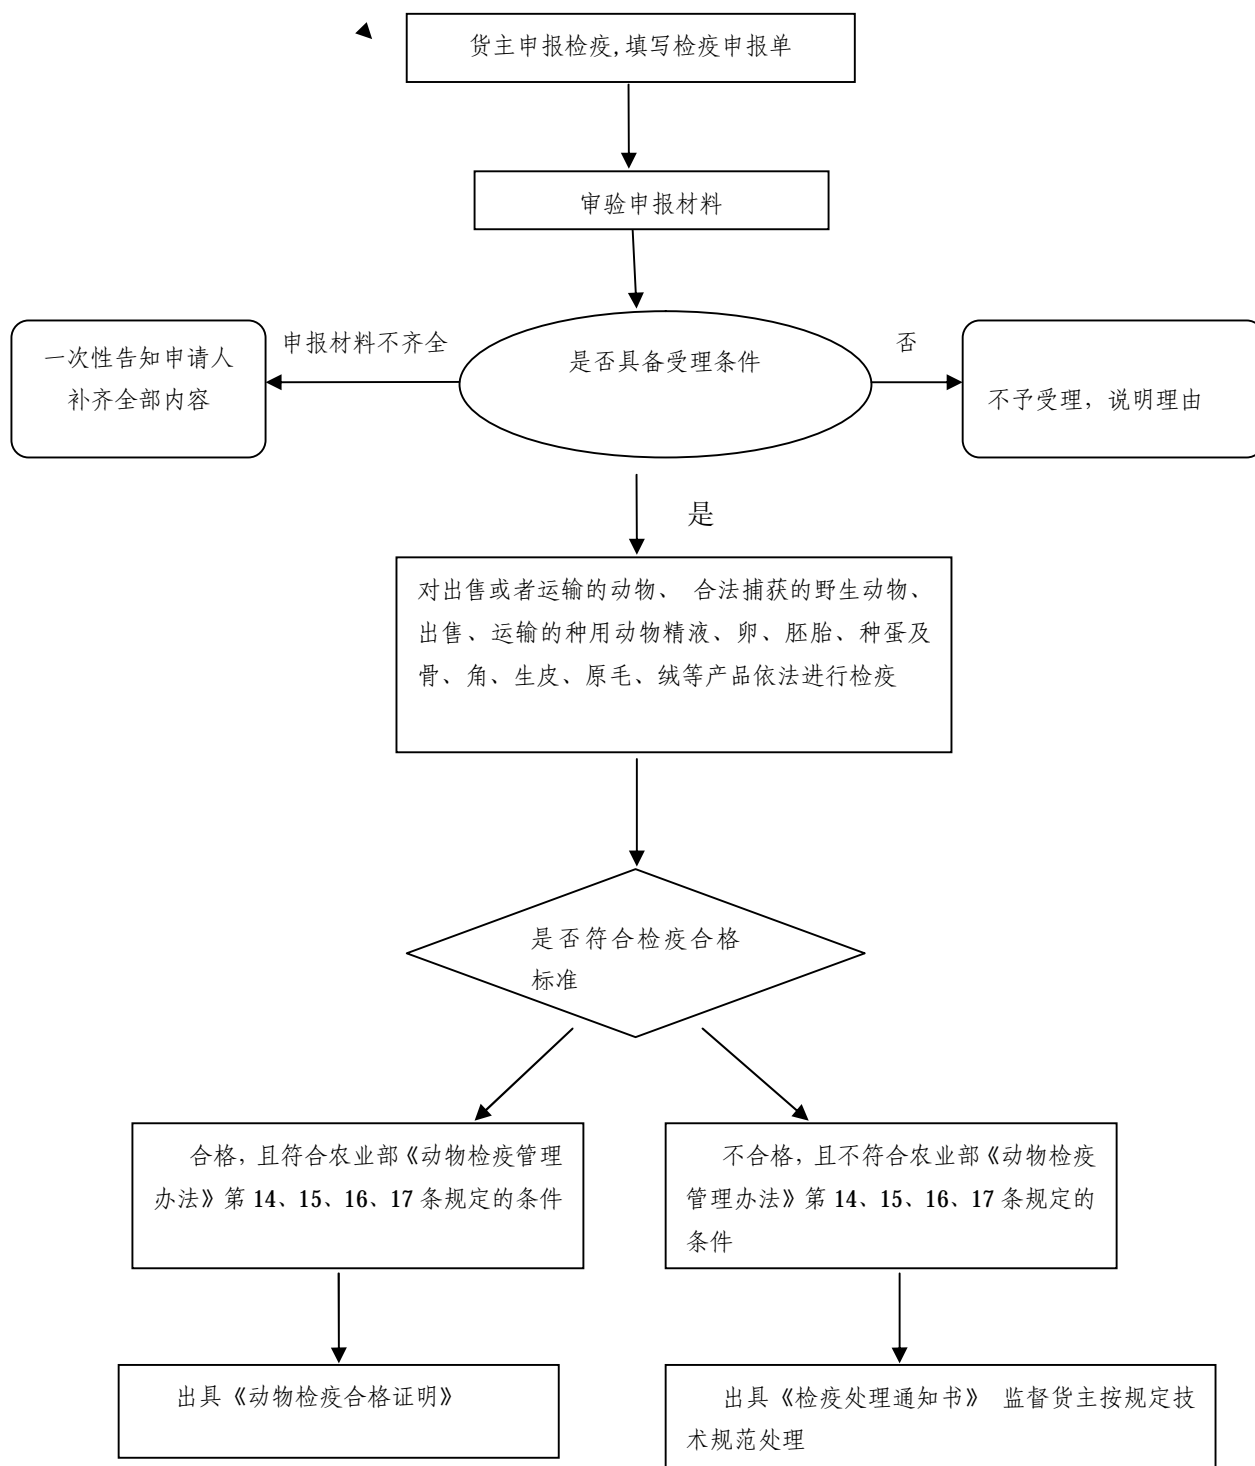 货主申报检疫,填写检疫申报单
审验申报材料
申报材料不齐全
是否具备受理条件
否
一次性告知申请人
补齐全部内容
不予受理，说明理由
是
对出售或者运输的动物、 合法捕获的野生动物、
出售、运输的种用动物精液、卵、胚胎、种蛋及
骨、角、生皮、原毛、绒等产品依法进行检疫
是否符合检疫合格
标准
合格，且符合农业部《动物检疫管理
办法》第 14、15、16、17 条规定的条件
不合格，且不符合农业部《动物检疫
管理办法》第 14、15、16、17 条规定的
条件
出具《动物检疫合格证明》
出具《检疫处理通知书》 监督货主按规定技
术规范处理